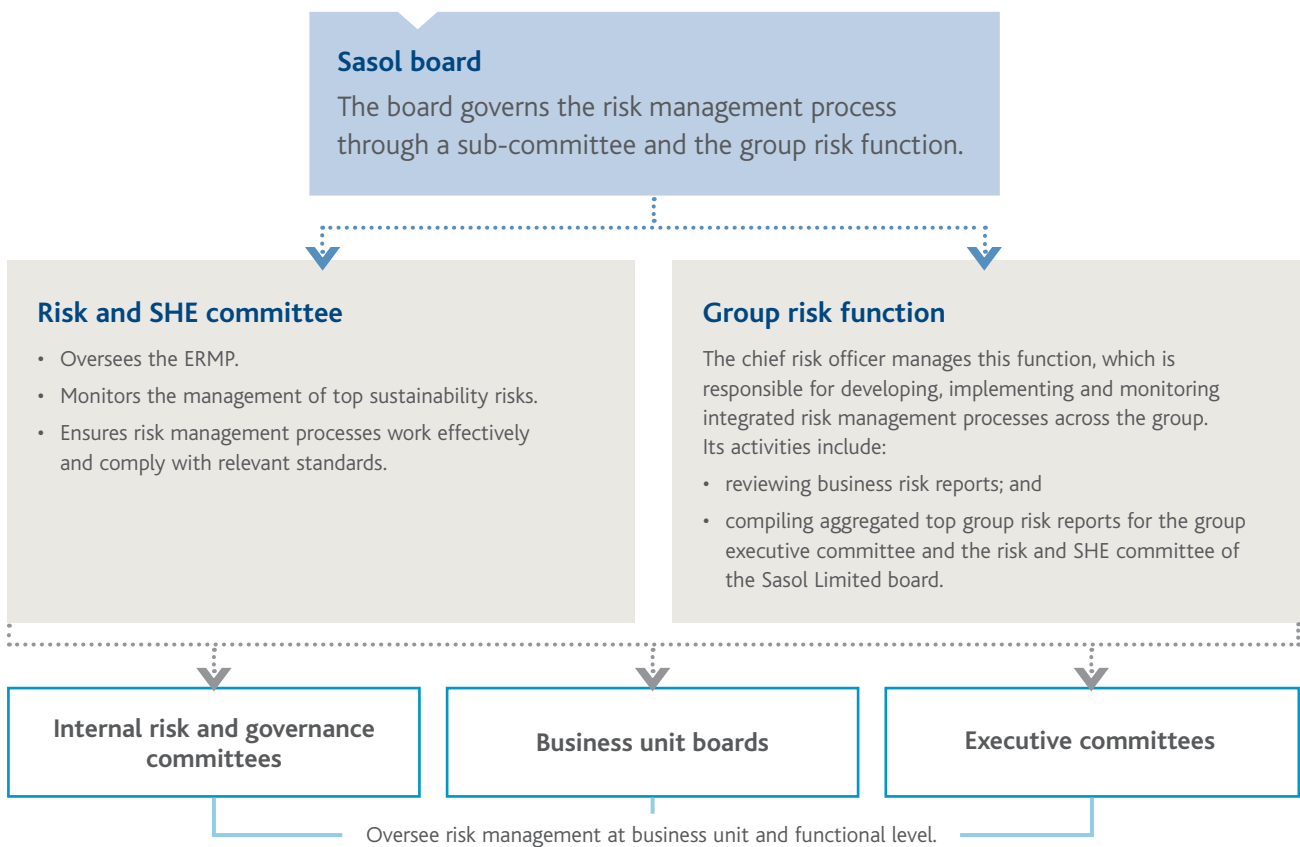 Sasol board
The board governs the risk management process
through a sub-committee and the group risk function.
Risk and SHE committee
• Oversees the ERMP.
• Monitors the management of top sustainability risks.
• Ensures risk management processes work effectively
and comply with relevant standards.
Group risk function
The chief risk officer manages this function, which is
responsible for developing, implementing and monitoring
integrated risk management processes across the group.
Its activities include:
• reviewing business risk reports; and
• compiling aggregated top group risk reports for the group
executive committee and the risk and SHE committee of
the Sasol Limited board.
Internal risk and governance
committees
Business unit boards
Executive committees
Oversee risk management at business unit and functional level.